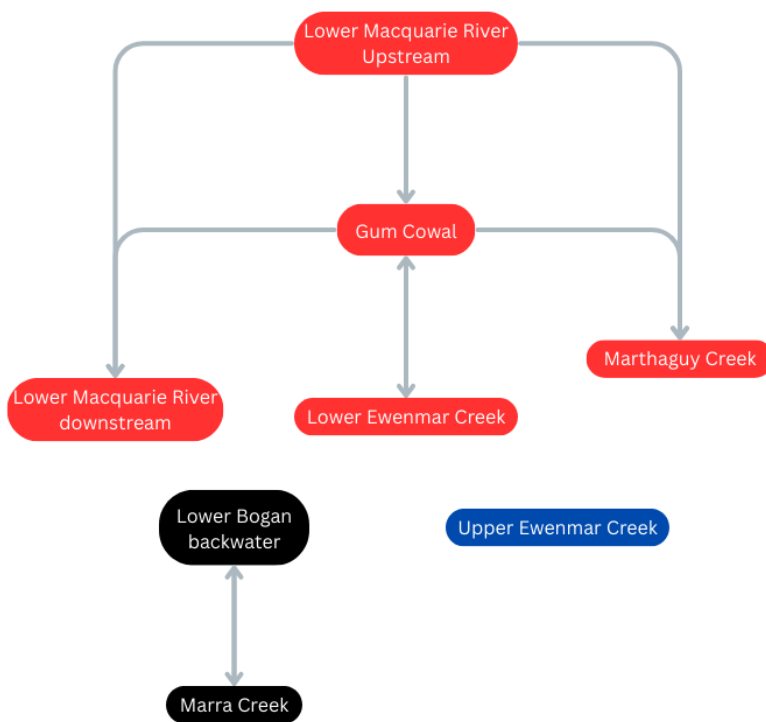 Lower Macquarie River
Upstream
Gum Cowal
Marthaguy Creek
Lower Macquarie River
downstream
Lower Ewenmar Creek
Lower Bogan
backwater
Upper Ewenmar Creek
Marra Creek